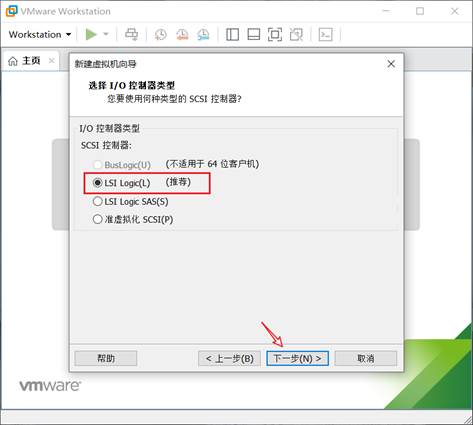 VMware Workstation
Workstation
主页
新建虚拟机向导
选择 I/O 控制器类型
您要使用何种类型的 SCSI 控制器?
I/O 控制器类型
SCSI 控制器:
BusLogic(U) (不适用于 64 位客户机)
LSI Logic(L) (推荐)
LSI Logic SAS(S)
准虚拟化 SCSI(P)
帮助 < 上一步(B) 下一步(N) > 取消
vmware